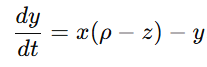 dy/dt = x(ρ − z) − y